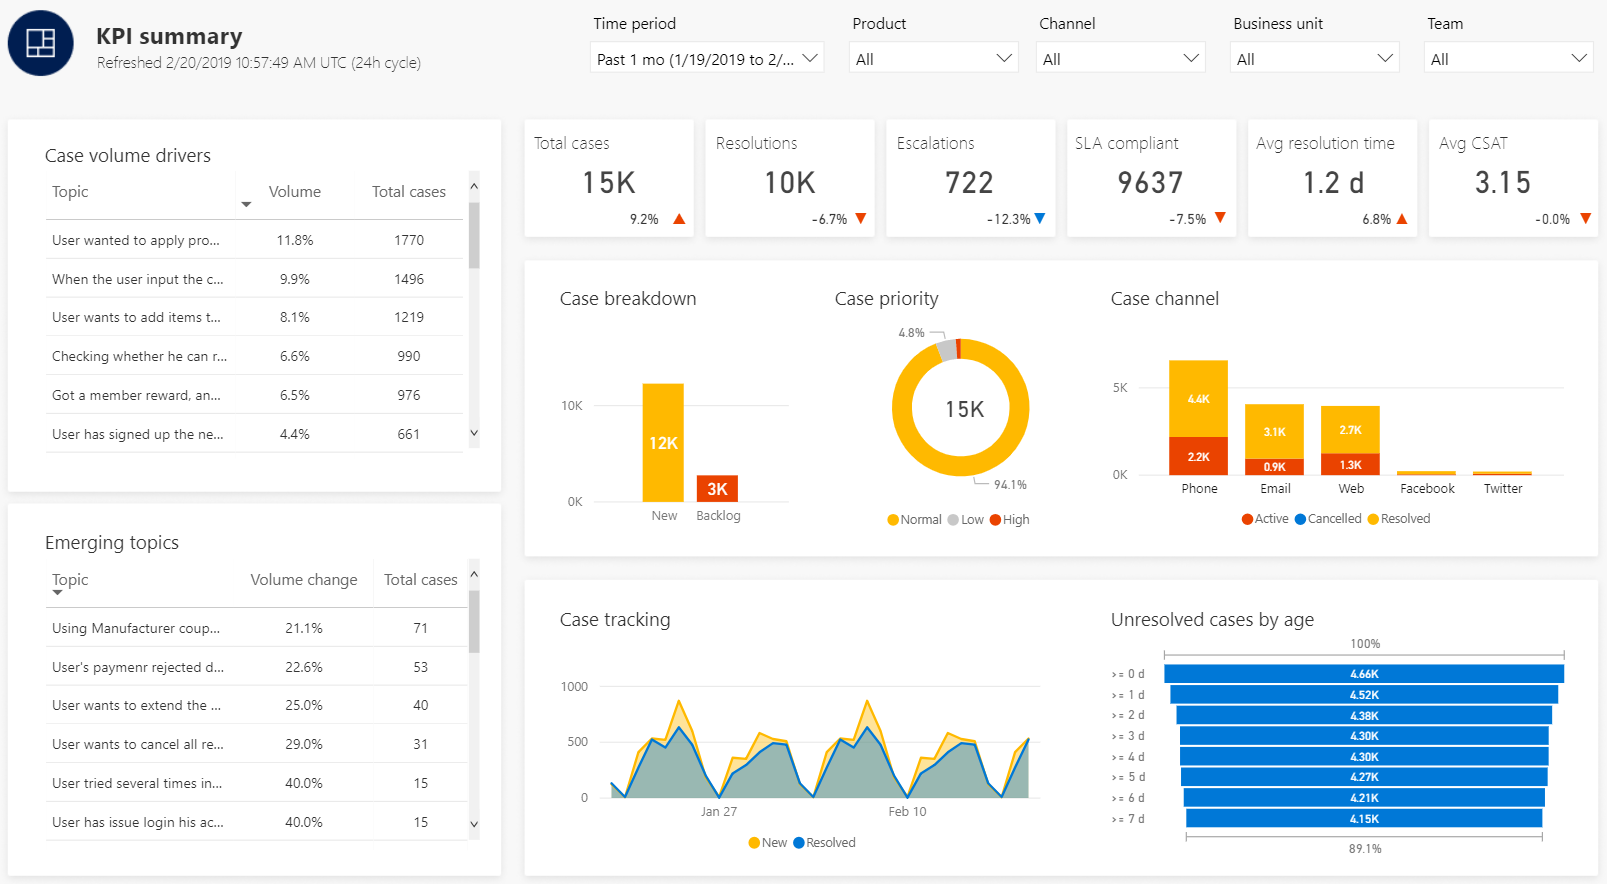 KPI summary
Refreshed 2/20/2019 10:57:49 AM UTC (24h cycle)
Time period
Past 1 mo (1/19/2019 to 2/...
Product
All
Channel
All
Business unit
All
Team
All
Case volume drivers
Topic Volume Total cases
User wanted to apply pro... 11.8% 1770
When the user input the c... 9.9% 1496
User wants to add items t... 8.1% 1219
Checking whether he can r... 6.6% 990
Got a member reward, an... 6.5% 976
User has signed up the ne... 4.4% 661
Emerging topics
Topic Volume change Total cases
Using Manufacturer coup... 21.1% 71
User's paymenr rejected d... 22.6% 53
User wants to extend the ... 25.0% 40
User wants to cancel all re... 29.0% 31
User tried several times in... 40.0% 15
User has issue login his ac... 40.0% 15
Total cases
15K
9.2%
Resolutions
10K
-6.7%
Escalations
722
-12.3%
SLA compliant
9637
-7.5%
Avg resolution time
1.2 d
6.8%
Avg CSAT
3.15
-0.0%
Case breakdown
10K
0K
12K
3K
New Backlog
Case priority
4.8%
15K
94.1%
Normal Low High
Case channel
5K
0K
4.4K
2.2K
3.1K
0.9K
2.7K
1.3K
Phone Email Web Facebook Twitter
Active Cancelled Resolved
Case tracking
1000
500
0
Jan 27 Feb 10
New Resolved
Unresolved cases by age
100%
>= 0 d 4.66K
>= 1 d 4.52K
>= 2 d 4.38K
>= 3 d 4.30K
>= 4 d 4.30K
>= 5 d 4.27K
>= 6 d 4.21K
>= 7 d 4.15K
89.1%